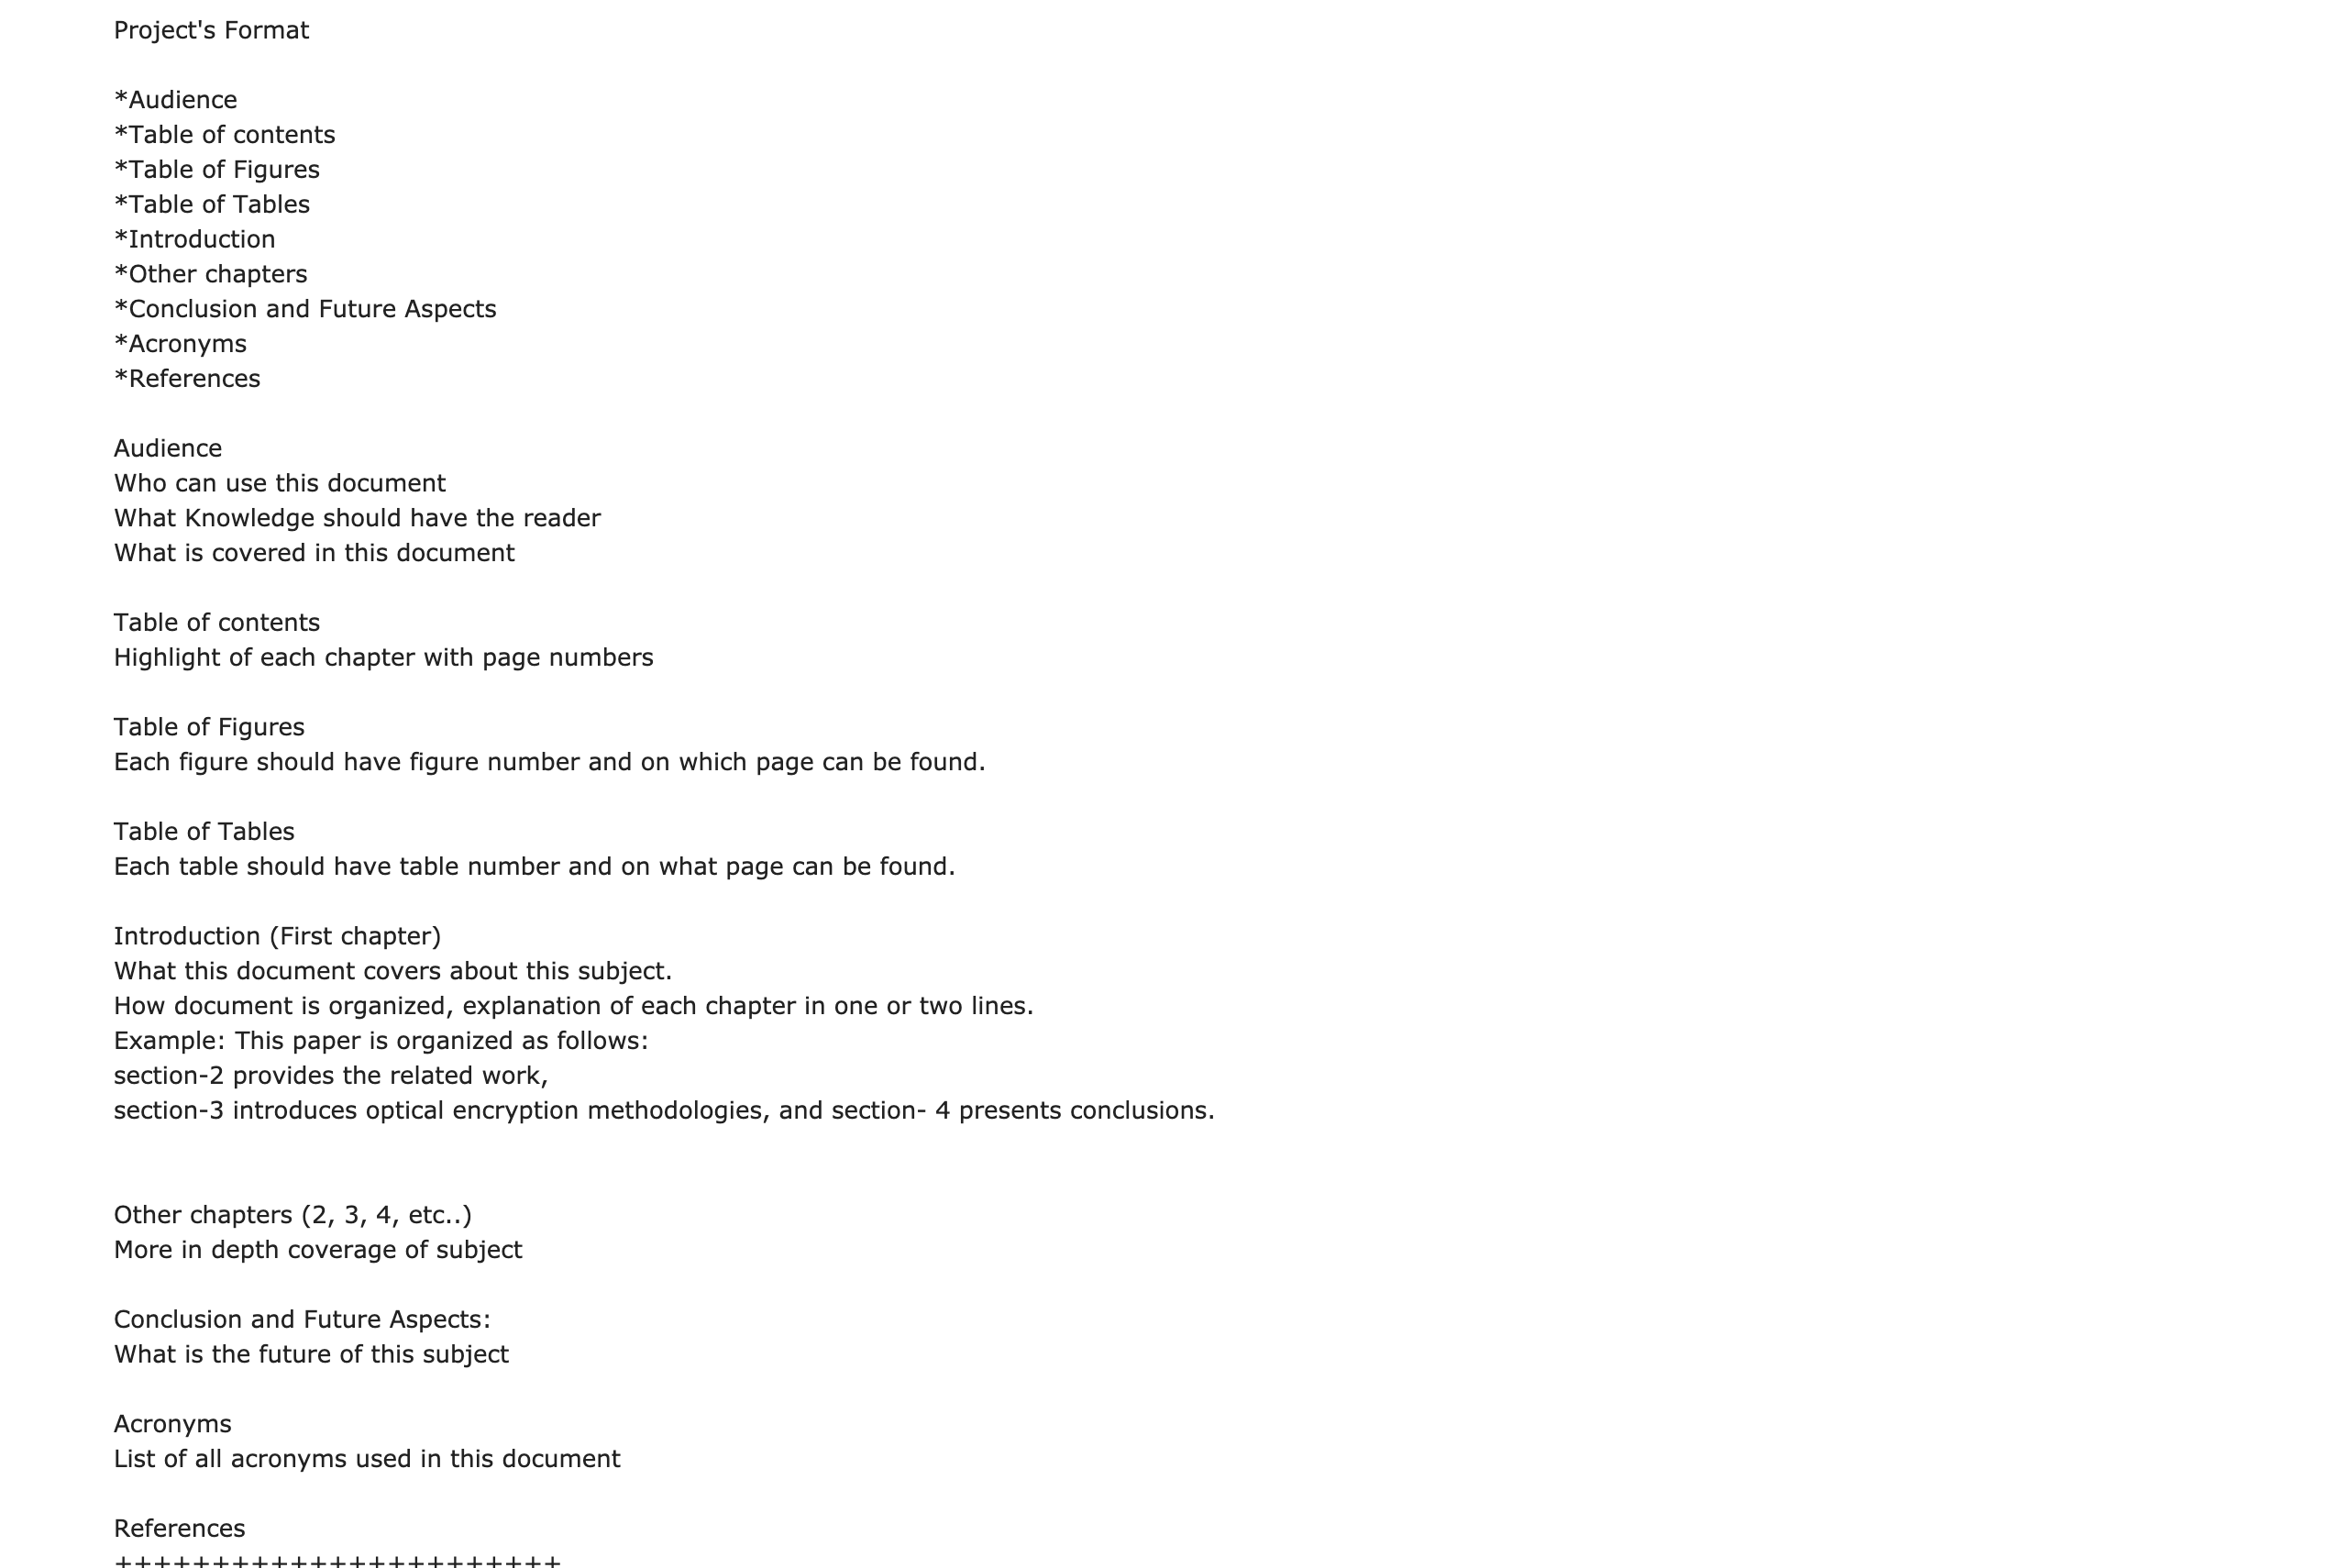 Project's Format
*Audience
*Table of contents
*Table of Figures
*Table of Tables
*Introduction
*Other chapters
*Conclusion and Future Aspects
*Acronyms
*References
Audience
Who can use this document
What Knowledge should have the reader
What is covered in this document
Table of contents
Highlight of each chapter with page numbers
Table of Figures
Each figure should have figure number and on which page can be found.
Table of Tables
Each table should have table number and on what page can be found.
Introduction (First chapter)
What this document covers about this subject.
How document is organized, explanation of each chapter in one or two lines.
Example: This paper is organized as follows:
section-2 provides the related work,
section-3 introduces optical encryption methodologies, and section- 4 presents conclusions.
Other chapters (2, 3, 4, etc..)
More in depth coverage of subject
Conclusion and Future Aspects:
What is the future of this subject
Acronyms
List of all acronyms used in this document
References
+++++++++++++++++++++++